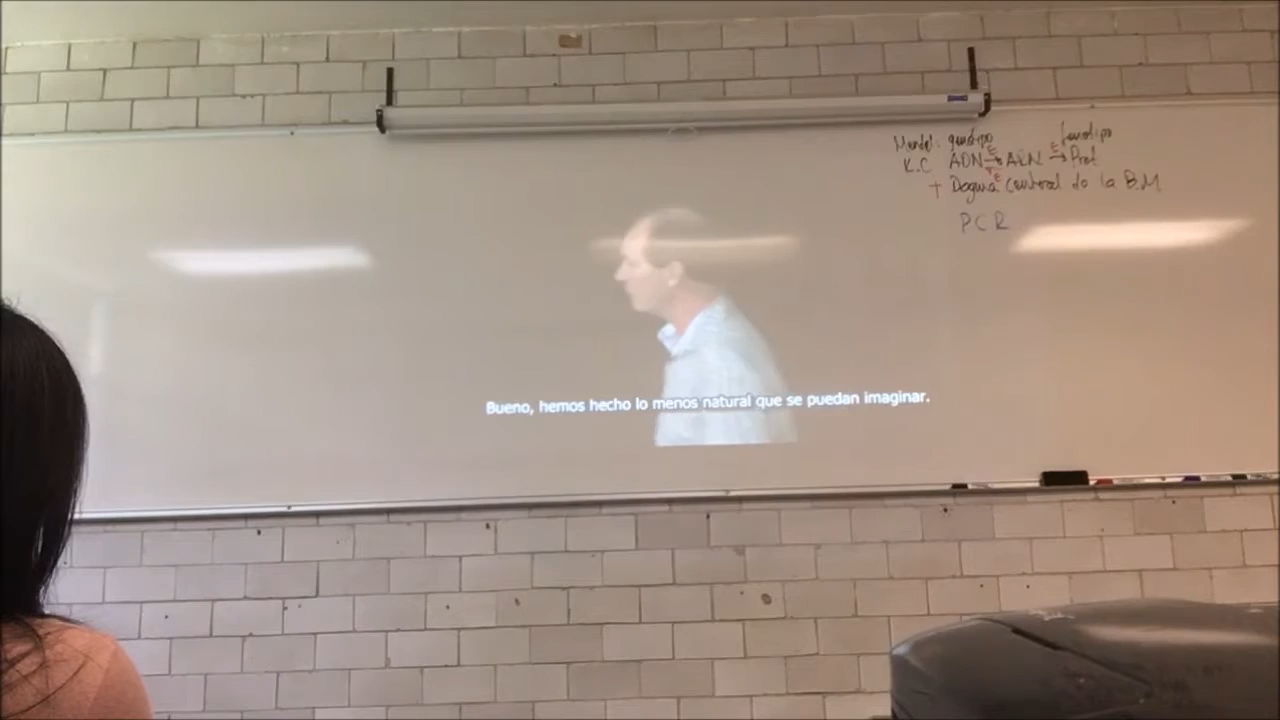 Mendel: genotipo fenotipo
K.C ADN → ARN → Prot
E E
E
+ Dogma central de la B.M
PCR
Bueno, hemos hecho lo menos natural que se puedan imaginar.